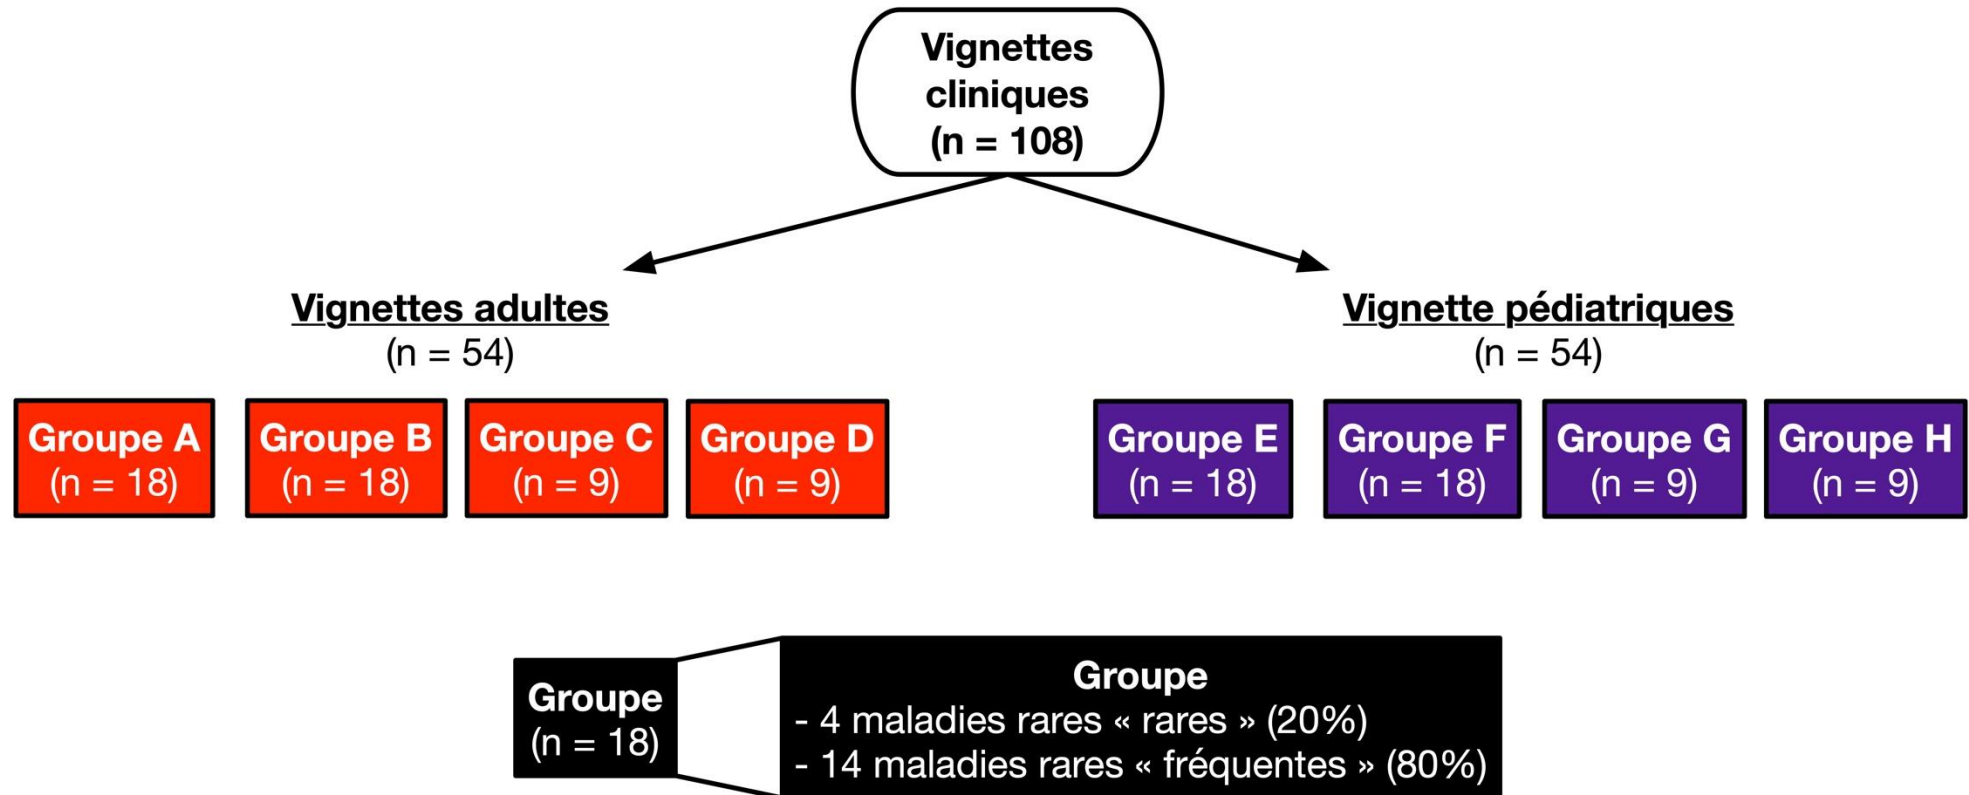 Vignettes
cliniques
(n = 108)
Vignettes adultes
(n = 54)
Vignette pédiatriques
(n = 54)
Groupe A
(n = 18)
Groupe B
(n = 18)
Groupe C
(n = 9)
Groupe D
(n = 9)
Groupe E
(n = 18)
Groupe F
(n = 18)
Groupe G
(n = 9)
Groupe H
(n = 9)
Groupe
(n = 18)
Groupe
- 4 maladies rares « rares » (20%)
- 14 maladies rares « fréquentes » (80%)